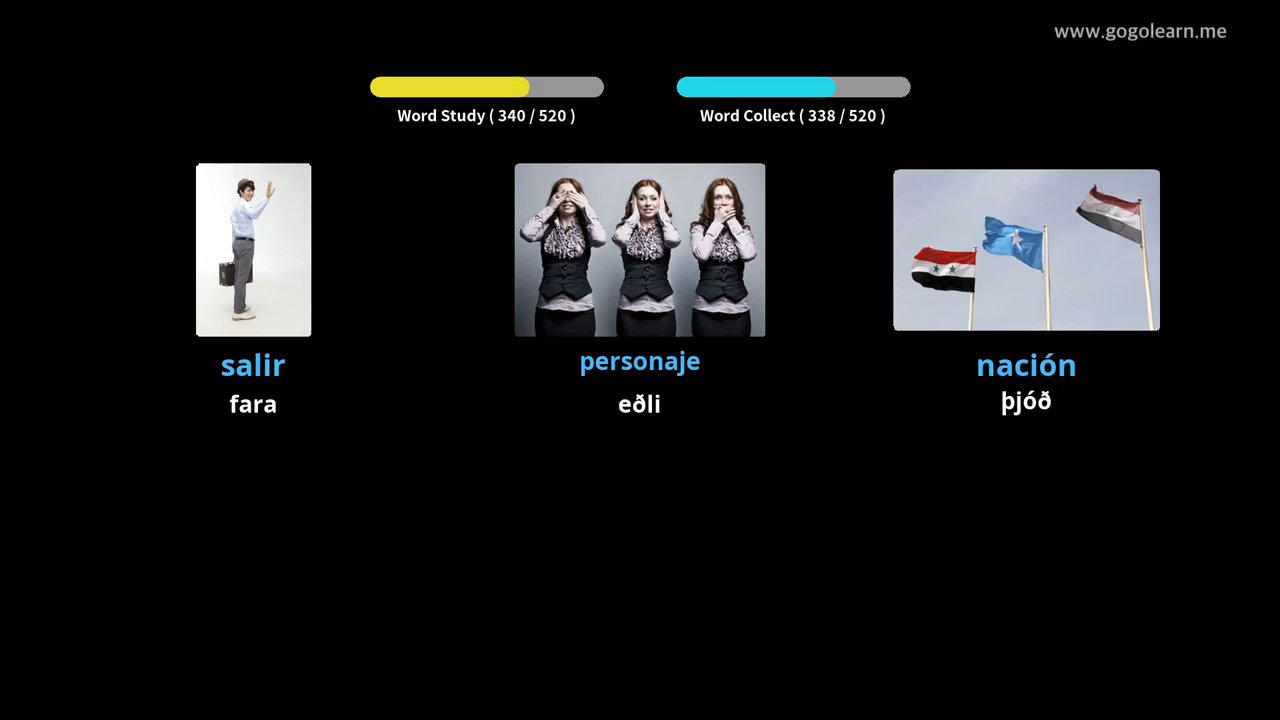 www.gogolearn.me
Word Study ( 340 / 520 )
Word Collect ( 338 / 520 )
salir
fara
personaje
eðli
nación
þjóð